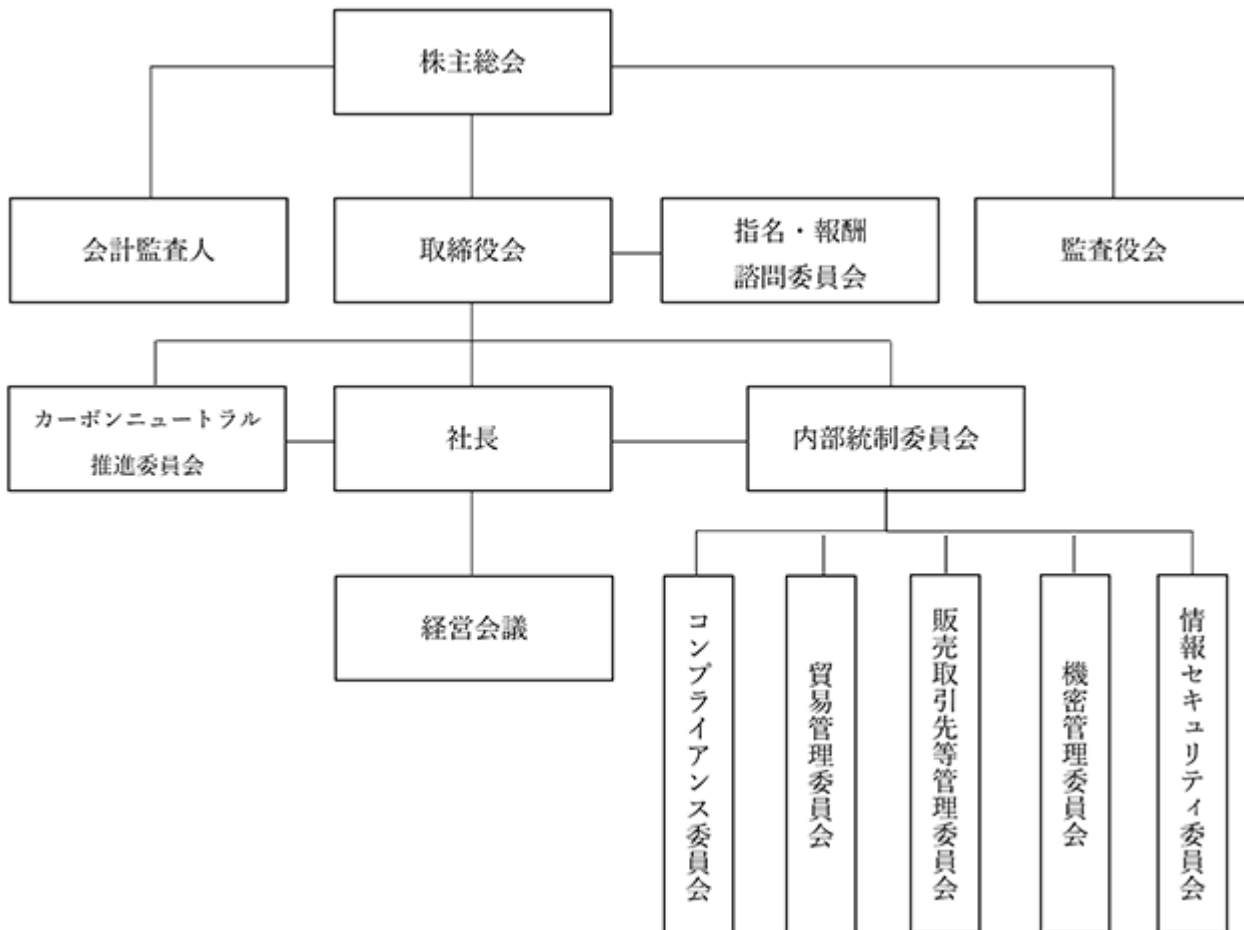 株主総会
会計監査人
取締役会
指名・報酬
諮問委員会
監査役会
カーボンニュートラル
推進委員会
社長
内部統制委員会
経営会議
コンプライアンス委員会
貿易管理委員会
販売取引先等管理委員会
機密管理委員会
情報セキュリティ委員会